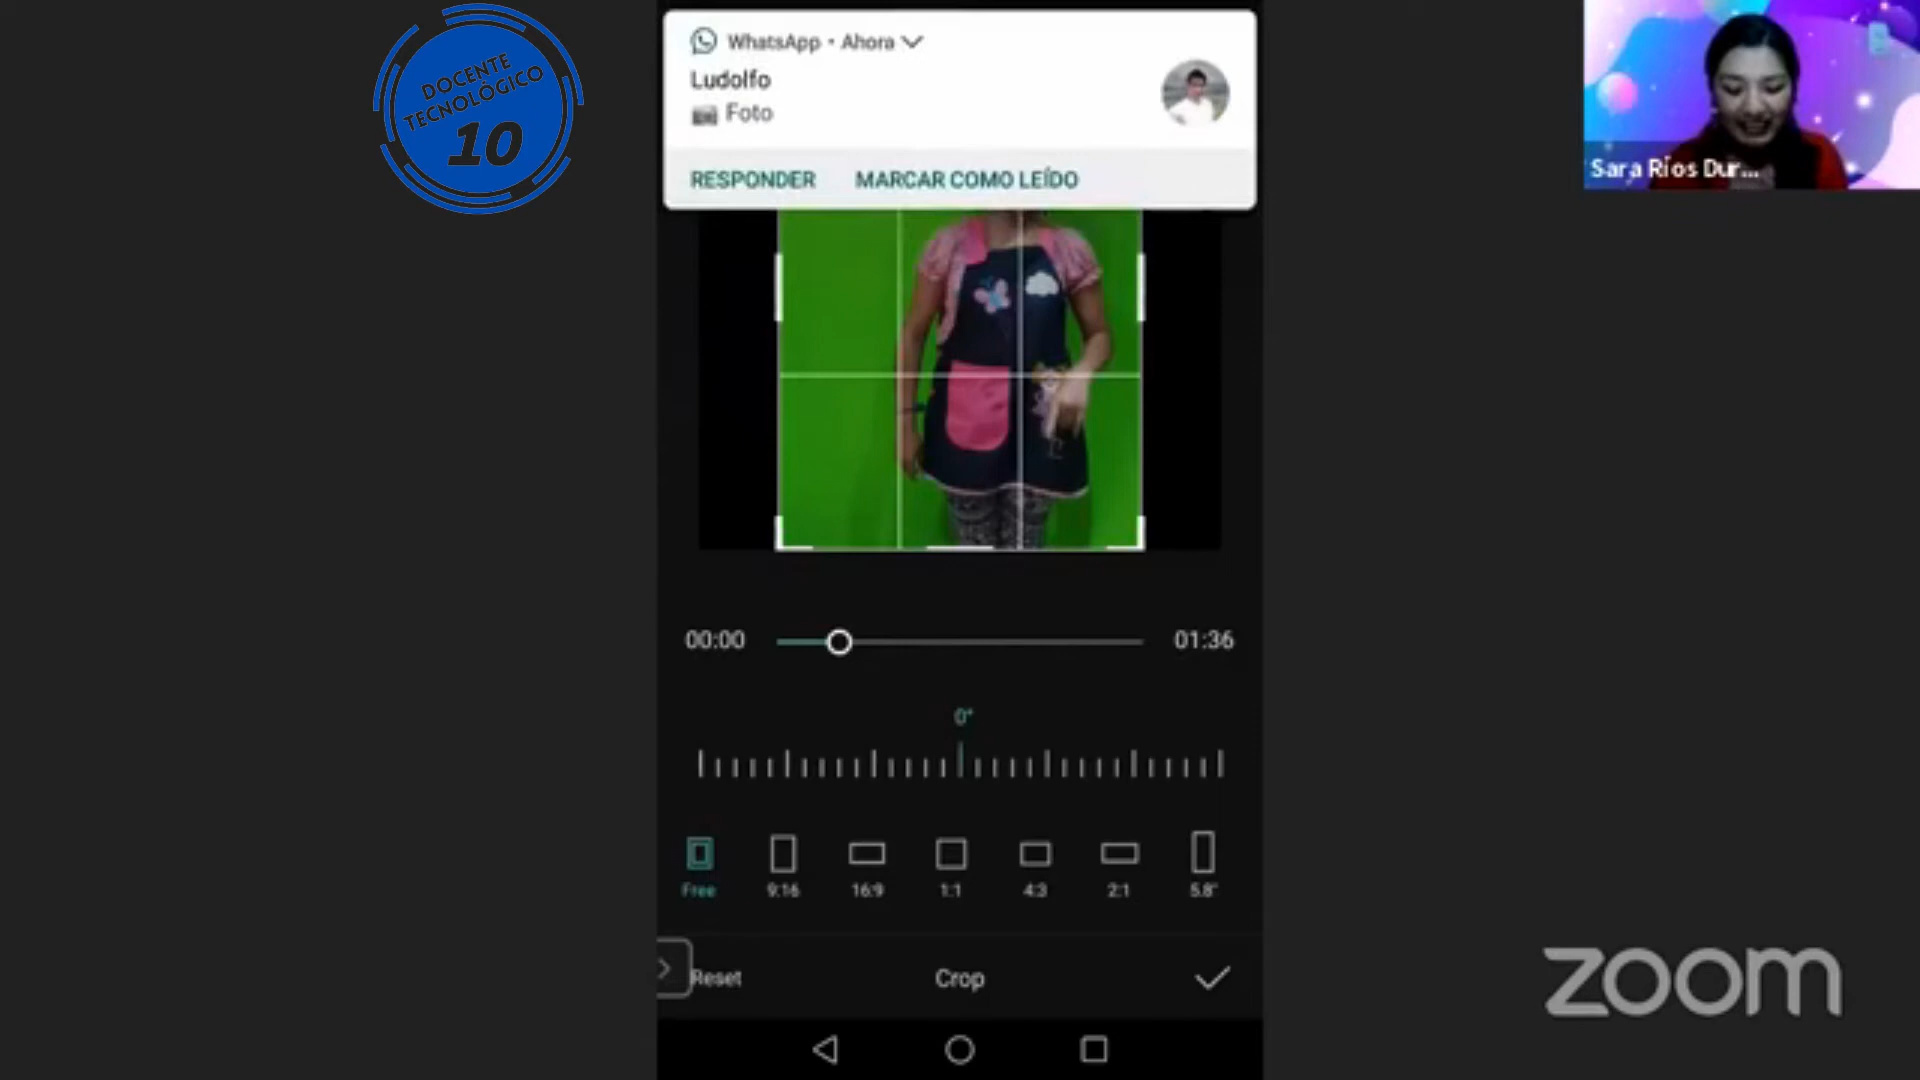 DOCENTE
TECNOLÓGICO
10
WhatsApp • Ahora
Ludolfo
Foto
RESPONDER MARCAR COMO LEÍDO
Sara Ríos Dur...
00:00 01:36
0°
Free 9:16 16:9 1:1 4:3 2:1 5.8"
Reset Crop
zoom